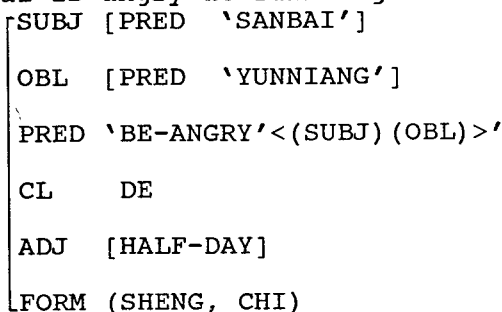 SUBJ [PRED 'SANBAI']
OBL [PRED 'YUNNIANG']
PRED 'BE-ANGRY'<(SUBJ)(OBL)>'
CL DE
ADJ [HALF-DAY]
FORM (SHENG, CHI)